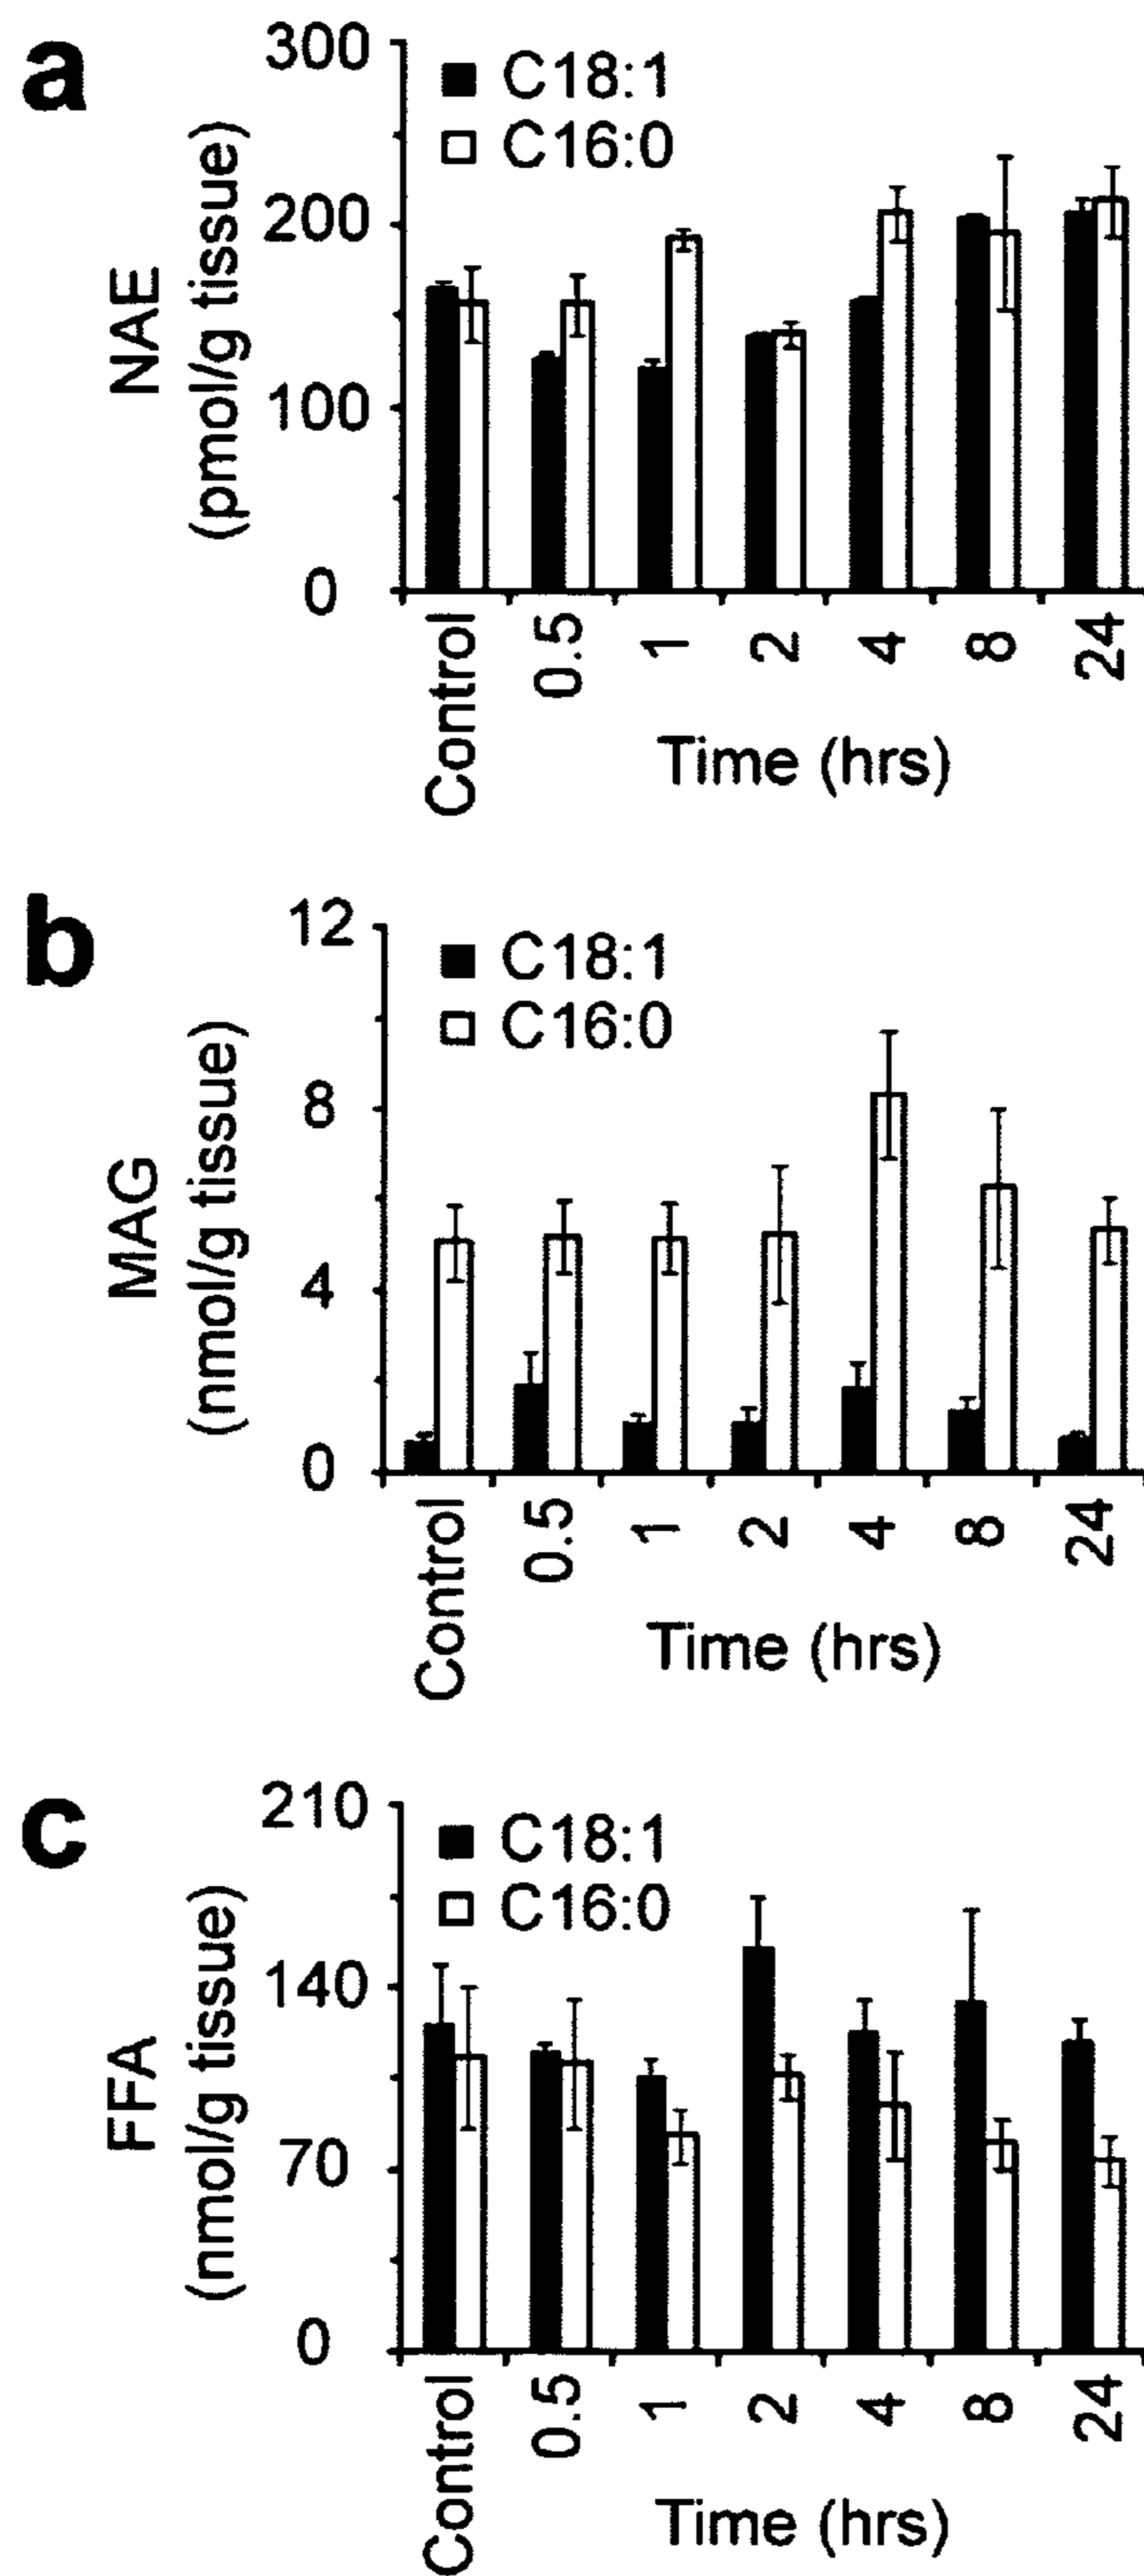 a
300
200
100
0
NAE
(pmol/g tissue)
C18:1
C16:0
Control
0.5
1
2
4
8
24
Time (hrs)
b
12
8
4
0
MAG
(nmol/g tissue)
C18:1
C16:0
Control
0.5
1
2
4
8
24
Time (hrs)
c
210
140
70
0
FFA
(nmol/g tissue)
C18:1
C16:0
Control
0.5
1
2
4
8
24
Time (hrs)